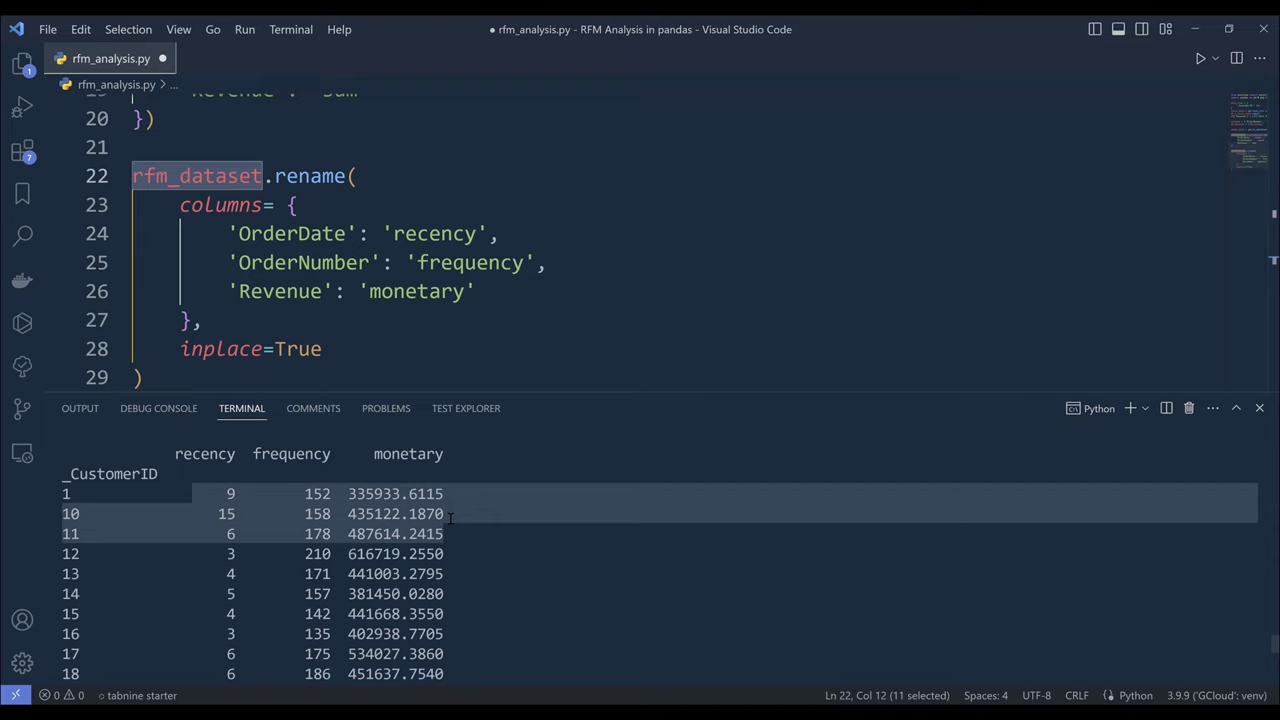 File Edit Selection View Go Run Terminal Help
● rfm_analysis.py - RFM Analysis in pandas - Visual Studio Code
rfm_analysis.py ●
rfm_analysis.py > ...
1
7
20 })
21
22 rfm_dataset.rename(
23 columns= {
24 'OrderDate': 'recency',
25 'OrderNumber': 'frequency',
26 'Revenue': 'monetary'
27 },
28 inplace=True
29 )
OUTPUT DEBUG CONSOLE TERMINAL COMMENTS PROBLEMS TEST EXPLORER
Python
recency frequency monetary
_CustomerID
1 9 152 335933.6115
10 15 158 435122.1870
11 6 178 487614.2415
12 3 210 616719.2550
13 4 171 441003.2795
14 5 157 381450.0280
15 4 142 441668.3550
16 3 135 402938.7705
17 6 175 534027.3860
18 6 186 451637.7540
0 0 tabnine starter Ln 22, Col 12 (11 selected) Spaces: 4 UTF-8 CRLF Python 3.9.9 ('GCloud': venv)